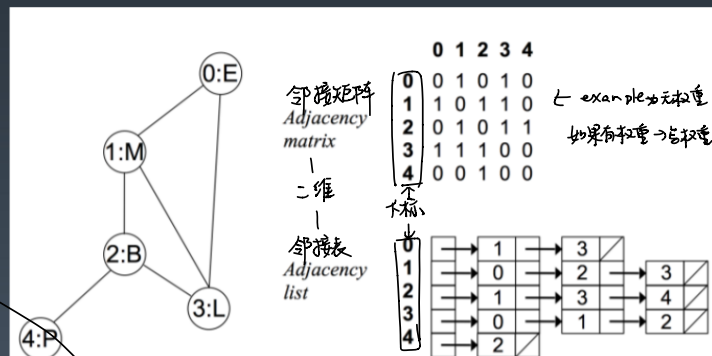 0:E
1:M
2:B
3:L
4:P
邻接矩阵
Adjacency
matrix
二维
邻接表
Adjacency
list
0 1 2 3 4
0 0 1 0 1 0
1 1 0 1 1 0
2 0 1 0 1 1
3 1 1 1 0 0
4 0 0 1 0 0
← example为无权重
如果有权重→写权重
下标
0 1 3
1 0 2 3
2 1 3 4
3 0 1 2
4 2